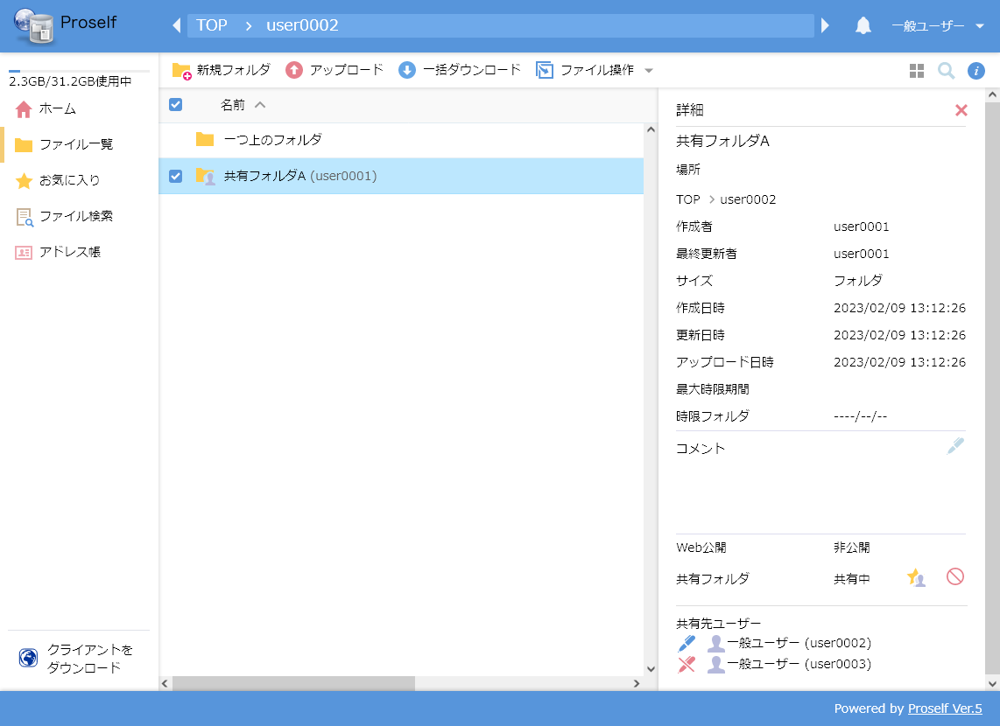 Proself
TOP > user0002
一般ユーザー
2.3GB/31.2GB使用中
ホーム
ファイル一覧
お気に入り
ファイル検索
アドレス帳
クライアントを
ダウンロード
新規フォルダ アップロード 一括ダウンロード ファイル操作
名前
一つ上のフォルダ
共有フォルダA (user0001)
詳細
共有フォルダA
場所
TOP > user0002
作成者 user0001
最終更新者 user0001
サイズ フォルダ
作成日時 2023/02/09 13:12:26
更新日時 2023/02/09 13:12:26
アップロード日時 2023/02/09 13:12:26
最大時限期間
時限フォルダ ----/--/--
コメント
Web公開 非公開
共有フォルダ 共有中
共有先ユーザー
一般ユーザー (user0002)
一般ユーザー (user0003)
Powered by Proself Ver.5